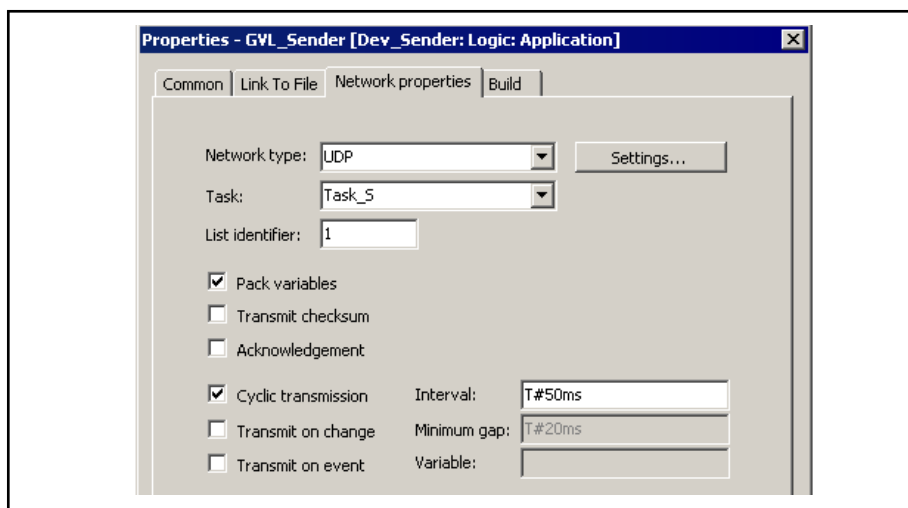 Properties - GVL_Sender [Dev_Sender: Logic: Application]
Common Link To File Network properties Build
Network type: UDP Settings...
Task: Task_S
List identifier: 1
Pack variables
Transmit checksum
Acknowledgement
Cyclic transmission Interval: T#50ms
Transmit on change Minimum gap: T#20ms
Transmit on event Variable: